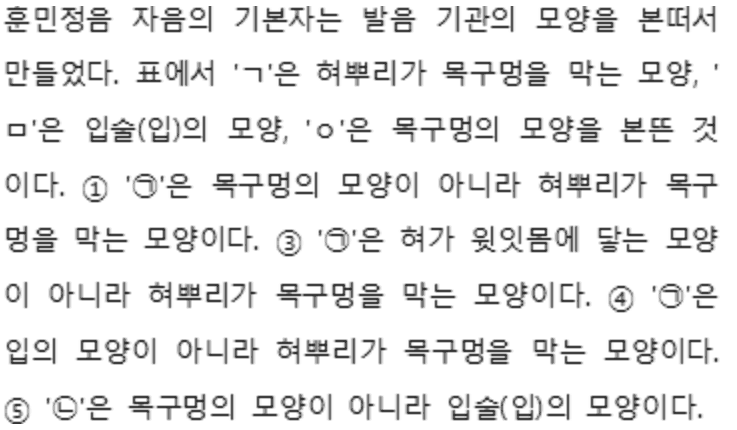 훈민정음 자음의 기본자는 발음 기관의 모양을 본떠서
만들었다. 표에서 'ㄱ'은 혀뿌리가 목구멍을 막는 모양, '
ㅁ'은 입술(입)의 모양, 'ㅇ'은 목구멍의 모양을 본뜬 것
이다. ① '㉠'은 목구멍의 모양이 아니라 혀뿌리가 목구
멍을 막는 모양이다. ③ '㉠'은 혀가 윗잇몸에 닿는 모양
이 아니라 혀뿌리가 목구멍을 막는 모양이다. ④ '㉠'은
입의 모양이 아니라 혀뿌리가 목구멍을 막는 모양이다.
⑤ '㉡'은 목구멍의 모양이 아니라 입술(입)의 모양이다.